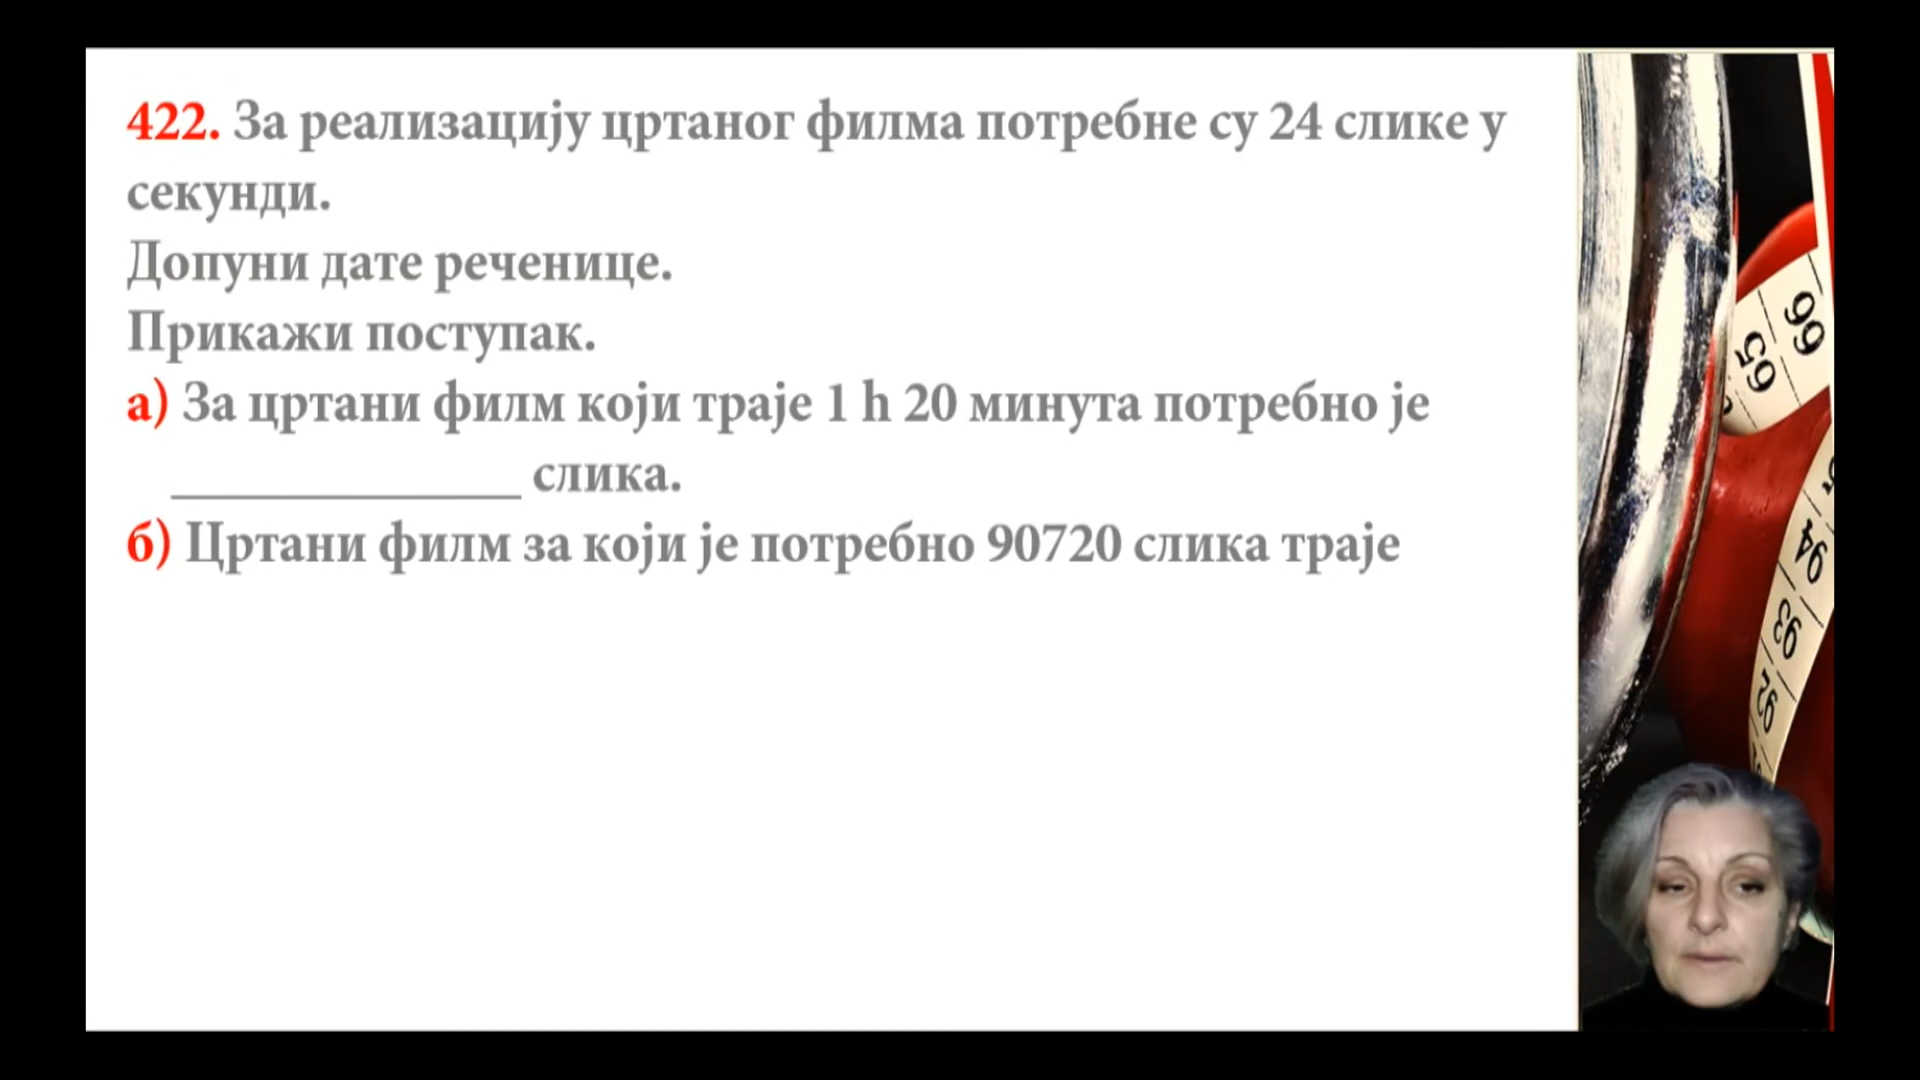 422. За реализацију цртаног филма потребне су 24 слике у
секунди.
Допуни дате реченице.
Прикажи поступак.
а) За цртани филм који траје 1 h 20 минута потребно је
______________ слика.
б) Цртани филм за који је потребно 90720 слика траје
66
65
94
93
92